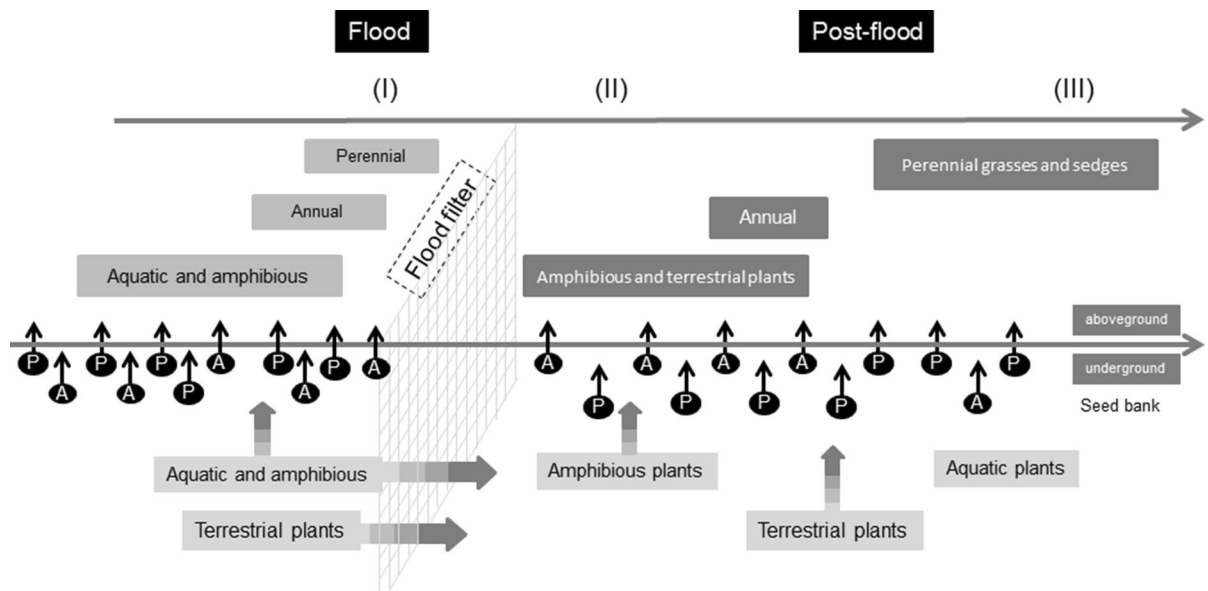 Flood
Post-flood
(I)
(II)
(III)
Perennial
Perennial grasses and sedges
Annual
Annual
Flood filter
Aquatic and amphibious
Amphibious and terrestrial plants
aboveground
P
P
P
A
P
P
A
A
A
A
A
P
P
P
A
A
P
A
P
P
P
P
A
underground
Seed bank
Aquatic and amphibious
Amphibious plants
Aquatic plants
Terrestrial plants
Terrestrial plants